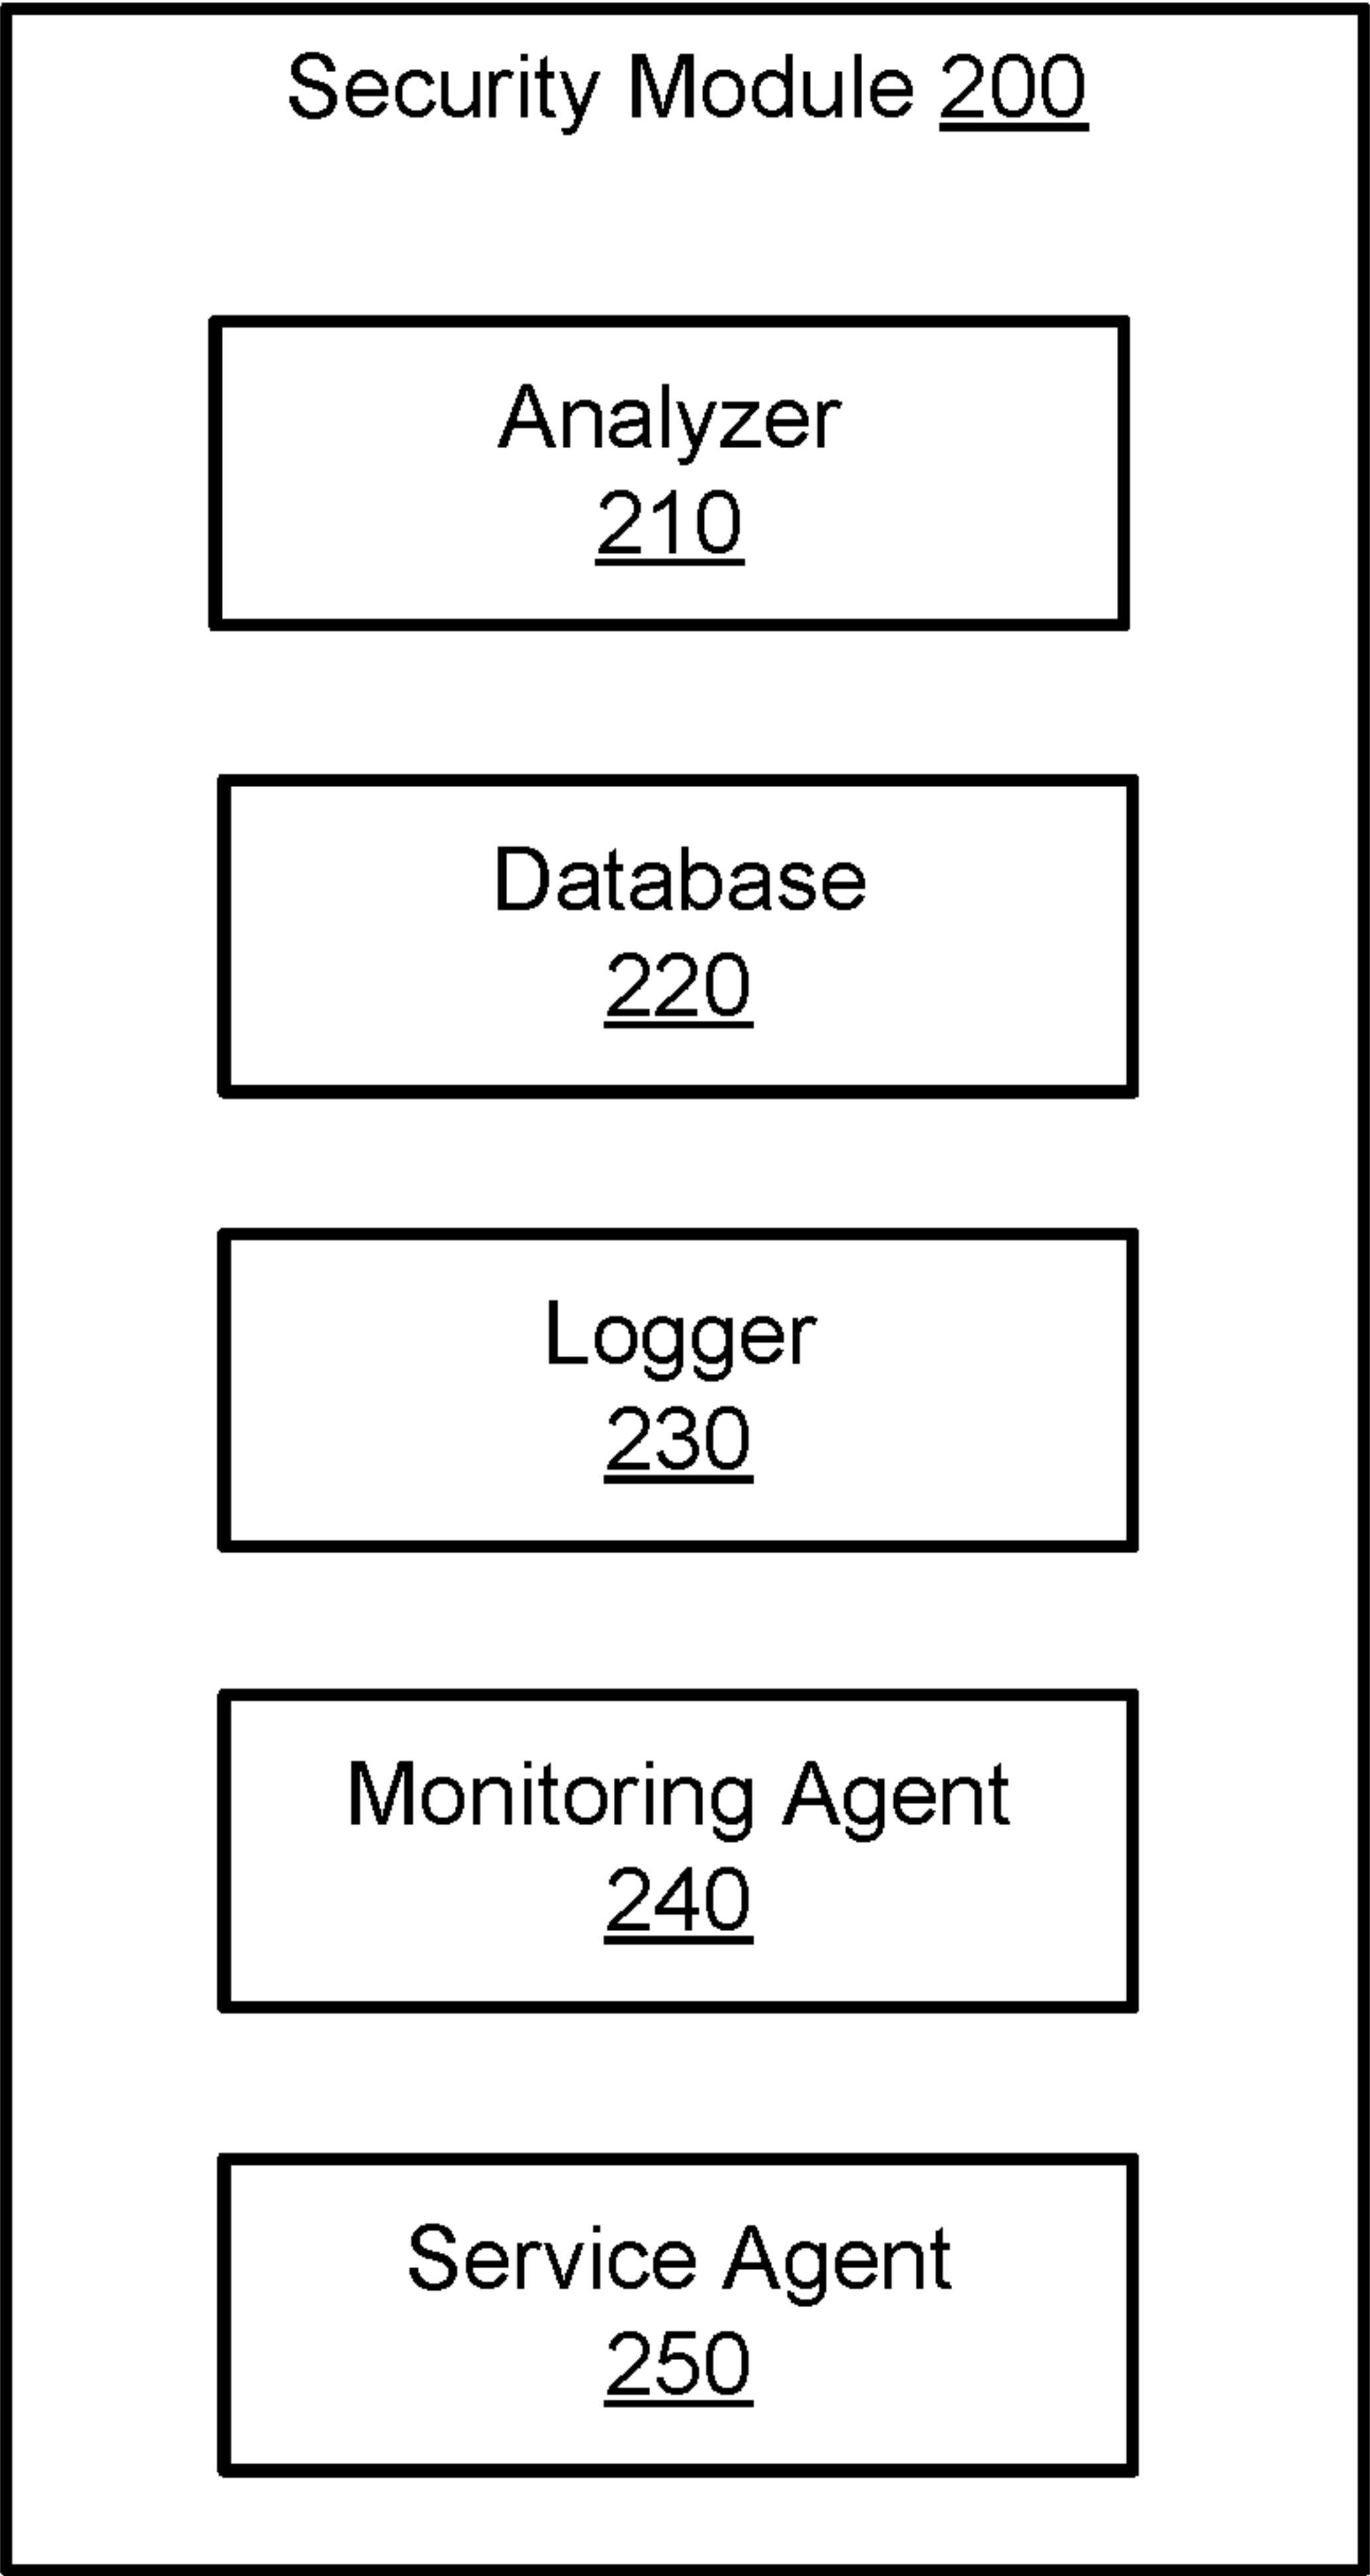 Security Module 200
Analyzer
210
Database
220
Logger
230
Monitoring Agent
240
Service Agent
250